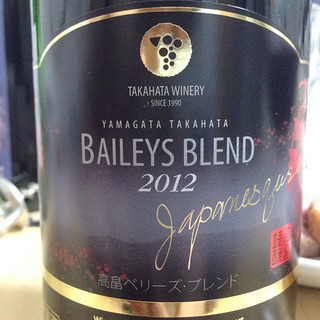 TAKAHATA WINERY
SINCE 1990
YAMAGATA TAKAHATA
BAILEYS BLEND
2012
Japanesque
高畠ベリーズ・ブレンド